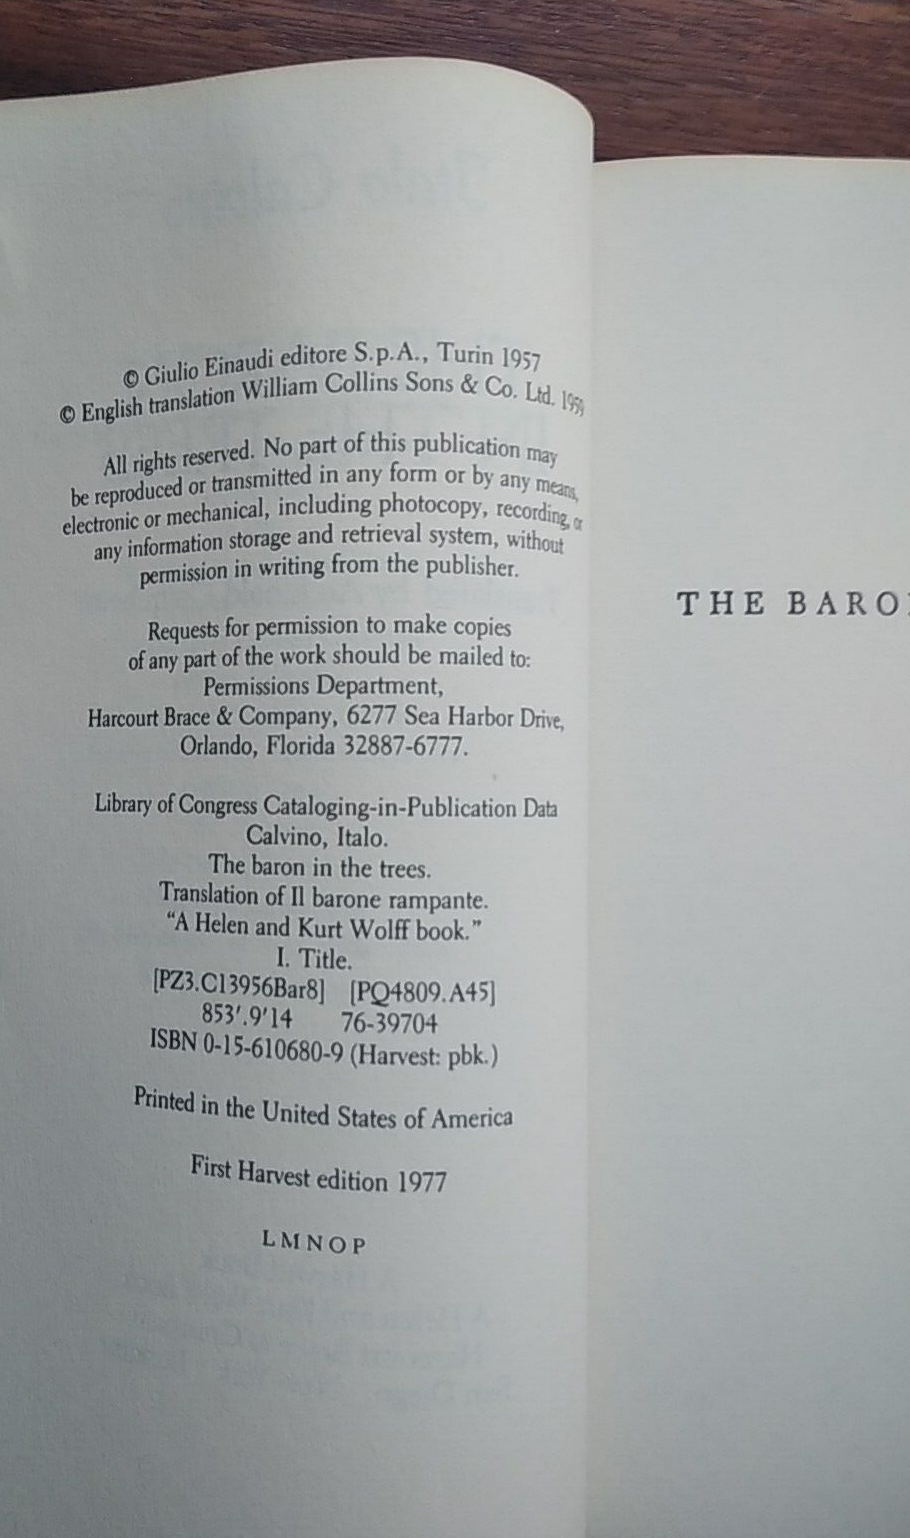 © Giulio Einaudi editore S.p.A., Turin 1957
© English translation William Collins Sons & Co. Ltd. 1959
All rights reserved. No part of this publication may
be reproduced or transmitted in any form or by any means,
electronic or mechanical, including photocopy, recording, or
any information storage and retrieval system, without
permission in writing from the publisher.
Requests for permission to make copies
of any part of the work should be mailed to:
Permissions Department,
Harcourt Brace & Company, 6277 Sea Harbor Drive,
Orlando, Florida 32887-6777.
Library of Congress Cataloging-in-Publication Data
Calvino, Italo.
The baron in the trees.
Translation of Il barone rampante.
“A Helen and Kurt Wolff book.”
I. Title.
[PZ3.C13956Bar8] [PQ4809.A45]
853'.9'14 76-39704
ISBN 0-15-610680-9 (Harvest: pbk.)
Printed in the United States of America
First Harvest edition 1977
L M N O P
THE BARO